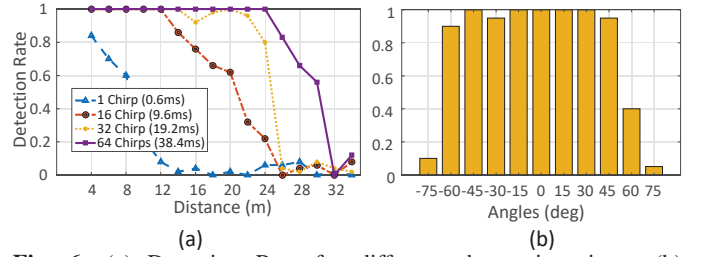 Detection Rate
1
0.8
0.6
0.4
0.2
0
1 Chirp (0.6ms)
16 Chirp (9.6ms)
32 Chirp (19.2ms)
64 Chirps (38.4ms)
4 8 12 16 20 24 28 32
Distance (m)
(a)
1
0.8
0.6
0.4
0.2
0
-75-60-45-30-15 0 15 30 45 60 75
Angles (deg)
(b)